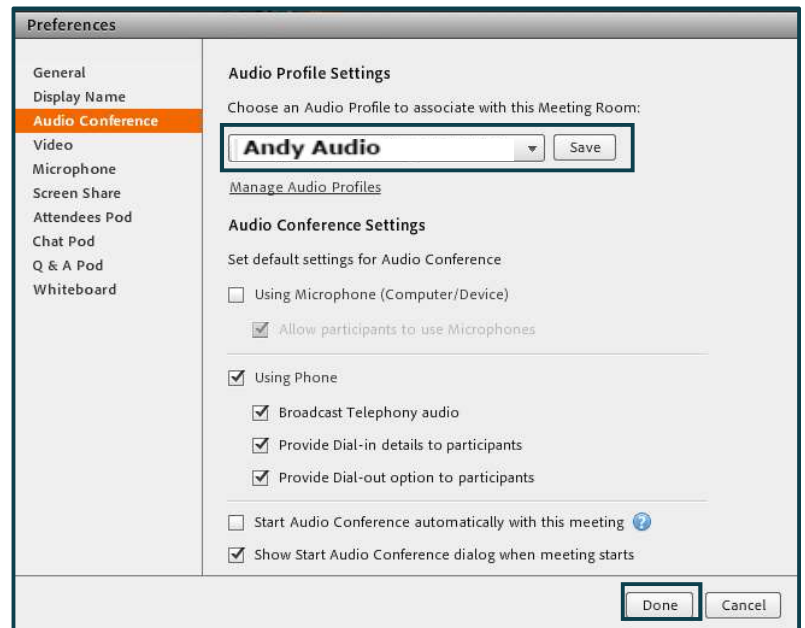 Preferences
General
Display Name
Audio Conference
Video
Microphone
Screen Share
Attendees Pod
Chat Pod
Q & A Pod
Whiteboard
Audio Profile Settings
Choose an Audio Profile to associate with this Meeting Room:
Andy Audio
Save
Manage Audio Profiles
Audio Conference Settings
Set default settings for Audio Conference
Using Microphone (Computer/Device)
Allow participants to use Microphones
Using Phone
Broadcast Telephony audio
Provide Dial-in details to participants
Provide Dial-out option to participants
Start Audio Conference automatically with this meeting ?
Show Start Audio Conference dialog when meeting starts
Done
Cancel